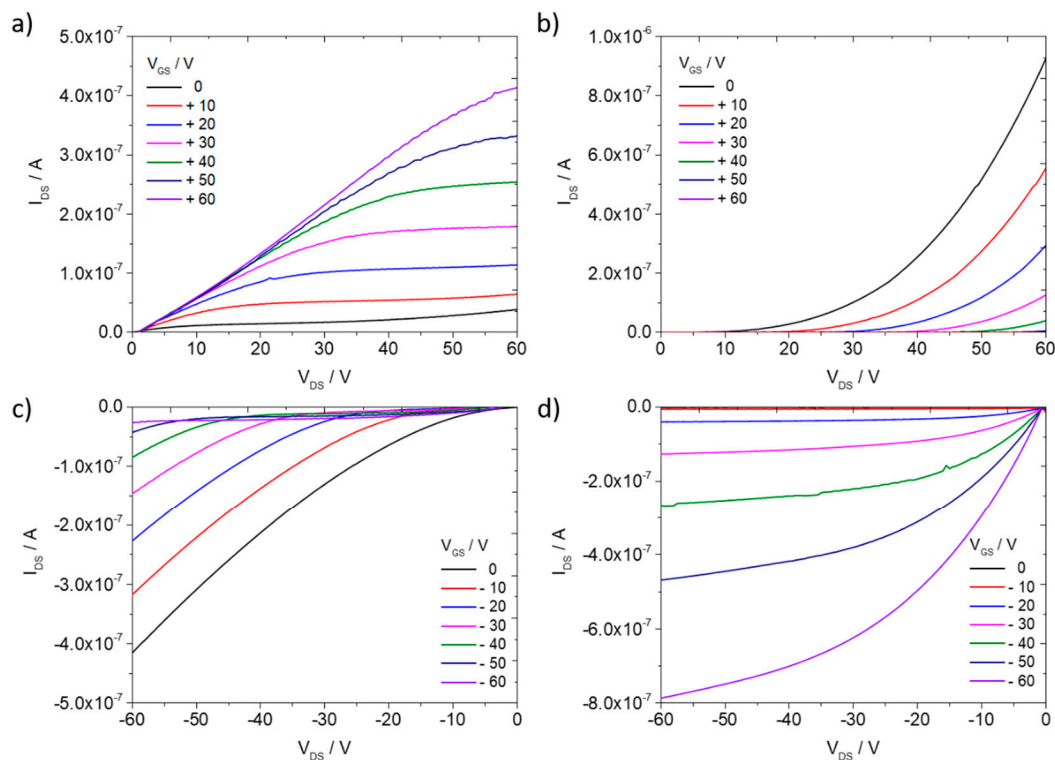 a)
5.0x10⁻⁷
4.0x10⁻⁷
3.0x10⁻⁷
2.0x10⁻⁷
1.0x10⁻⁷
0.0
I_DS / A
V_GS / V
0
+ 10
+ 20
+ 30
+ 40
+ 50
+ 60
0 10 20 30 40 50 60
V_DS / V
b)
1.0x10⁻⁶
8.0x10⁻⁷
6.0x10⁻⁷
4.0x10⁻⁷
2.0x10⁻⁷
0.0
I_DS / A
V_GS / V
0
+ 10
+ 20
+ 30
+ 40
+ 50
+ 60
0 10 20 30 40 50 60
V_DS / V
c)
0.0
-1.0x10⁻⁷
-2.0x10⁻⁷
-3.0x10⁻⁷
-4.0x10⁻⁷
-5.0x10⁻⁷
I_DS / A
V_GS / V
0
- 10
- 20
- 30
- 40
- 50
- 60
-60 -50 -40 -30 -20 -10 0
V_DS / V
d)
0.0
-2.0x10⁻⁷
-4.0x10⁻⁷
-6.0x10⁻⁷
-8.0x10⁻⁷
I_DS / A
V_GS / V
0
- 10
- 20
- 30
- 40
- 50
- 60
-60 -50 -40 -30 -20 -10 0
V_DS / V